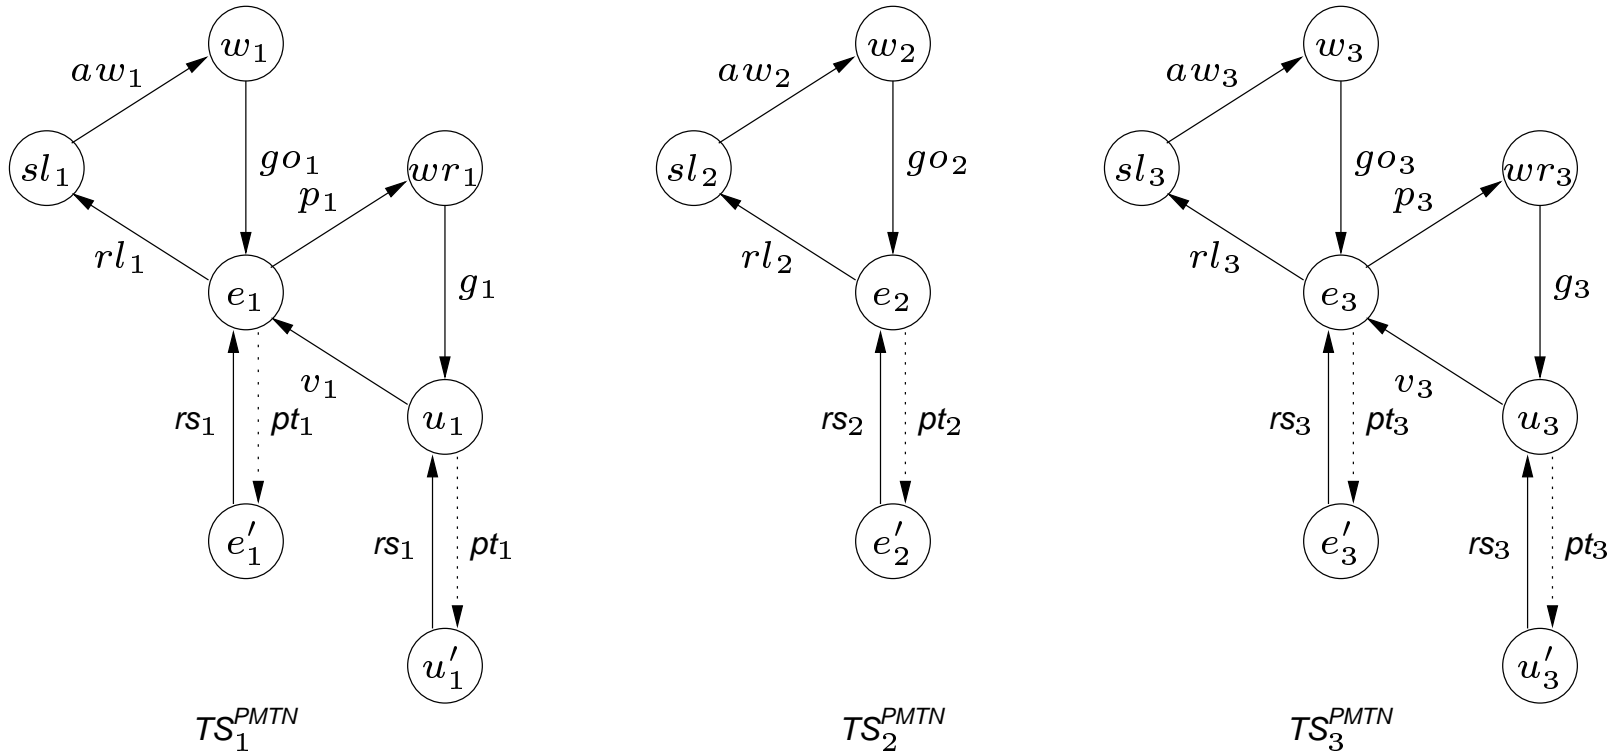 w₁ w₂ w₃
aw₁ aw₂ aw₃
sl₁ go₁ wr₁ sl₂ go₂ sl₃ go₃ wr₃
p₁ p₃
rl₁ g₁ rl₂ rl₃ g₃
e₁ e₂ e₃
v₁ v₃
rs₁ pt₁ u₁ rs₂ pt₂ rs₃ pt₃ u₃
e′₁ rs₁ pt₁ e′₂ e′₃ rs₃ pt₃
u′₁ u′₃
TS₁ᴾᴹᵀᴺ TS₂ᴾᴹᵀᴺ TS₃ᴾᴹᵀᴺ